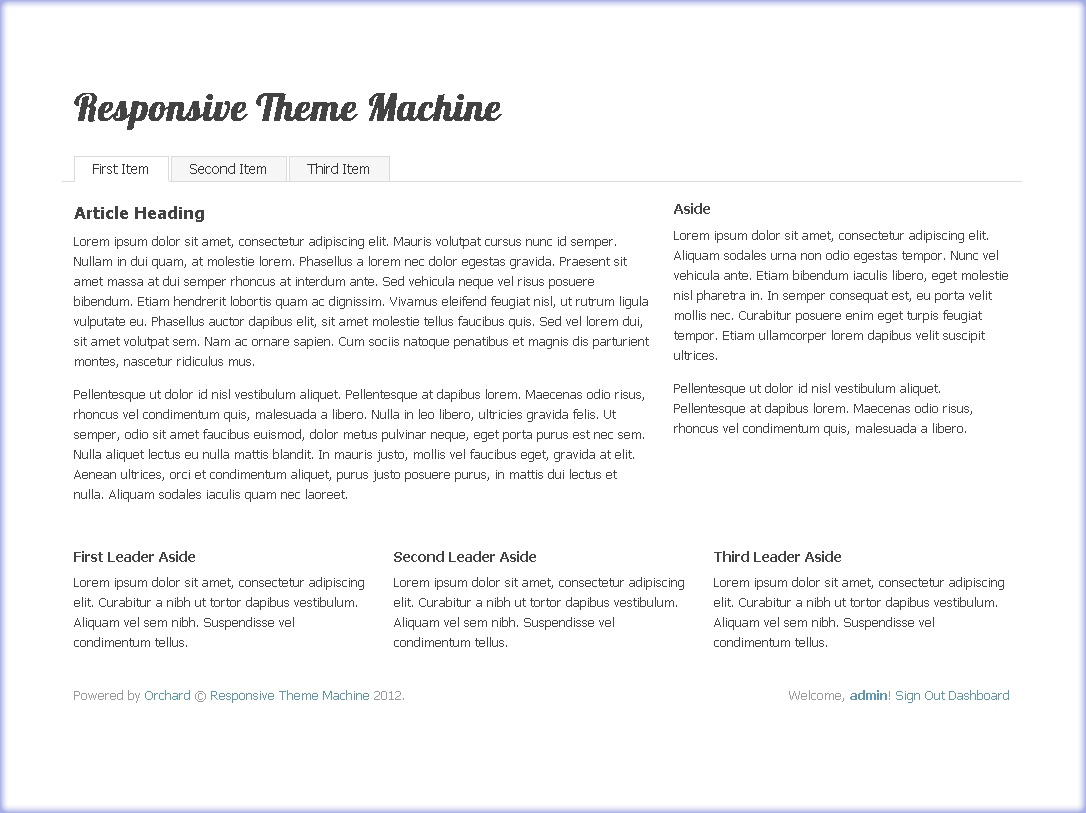 Responsive Theme Machine
First Item
Second Item
Third Item
Article Heading
Lorem ipsum dolor sit amet, consectetur adipiscing elit. Mauris volutpat cursus nunc id semper.
Nullam in dui quam, at molestie lorem. Phasellus a lorem nec dolor egestas gravida. Praesent sit
amet massa at dui semper rhoncus at interdum ante. Sed vehicula neque vel risus posuere
bibendum. Etiam hendrerit lobortis quam ac dignissim. Vivamus eleifend feugiat nisl, ut rutrum ligula
vulputate eu. Phasellus auctor dapibus elit, sit amet molestie tellus faucibus quis. Sed vel lorem dui,
sit amet volutpat sem. Nam ac ornare sapien. Cum sociis natoque penatibus et magnis dis parturient
montes, nascetur ridiculus mus.
Pellentesque ut dolor id nisl vestibulum aliquet. Pellentesque at dapibus lorem. Maecenas odio risus,
rhoncus vel condimentum quis, malesuada a libero. Nulla in leo libero, ultricies gravida felis. Ut
semper, odio sit amet faucibus euismod, dolor metus pulvinar neque, eget porta purus est nec sem.
Nulla aliquet lectus eu nulla mattis blandit. In mauris justo, mollis vel faucibus eget, gravida at elit.
Aenean ultrices, orci et condimentum aliquet, purus justo posuere purus, in mattis dui lectus et
nulla. Aliquam sodales iaculis quam nec laoreet.
Aside
Lorem ipsum dolor sit amet, consectetur adipiscing elit.
Aliquam sodales urna non odio egestas tempor. Nunc vel
vehicula ante. Etiam bibendum iaculis libero, eget molestie
nisl pharetra in. In semper consequat est, eu porta velit
mollis nec. Curabitur posuere enim eget turpis feugiat
tempor. Etiam ullamcorper lorem dapibus velit suscipit
ultrices.
Pellentesque ut dolor id nisl vestibulum aliquet.
Pellentesque at dapibus lorem. Maecenas odio risus,
rhoncus vel condimentum quis, malesuada a libero.
First Leader Aside
Lorem ipsum dolor sit amet, consectetur adipiscing
elit. Curabitur a nibh ut tortor dapibus vestibulum.
Aliquam vel sem nibh. Suspendisse vel
condimentum tellus.
Second Leader Aside
Lorem ipsum dolor sit amet, consectetur adipiscing
elit. Curabitur a nibh ut tortor dapibus vestibulum.
Aliquam vel sem nibh. Suspendisse vel
condimentum tellus.
Third Leader Aside
Lorem ipsum dolor sit amet, consectetur adipiscing
elit. Curabitur a nibh ut tortor dapibus vestibulum.
Aliquam vel sem nibh. Suspendisse vel
condimentum tellus.
Powered by Orchard © Responsive Theme Machine 2012.
Welcome, admin! Sign Out Dashboard